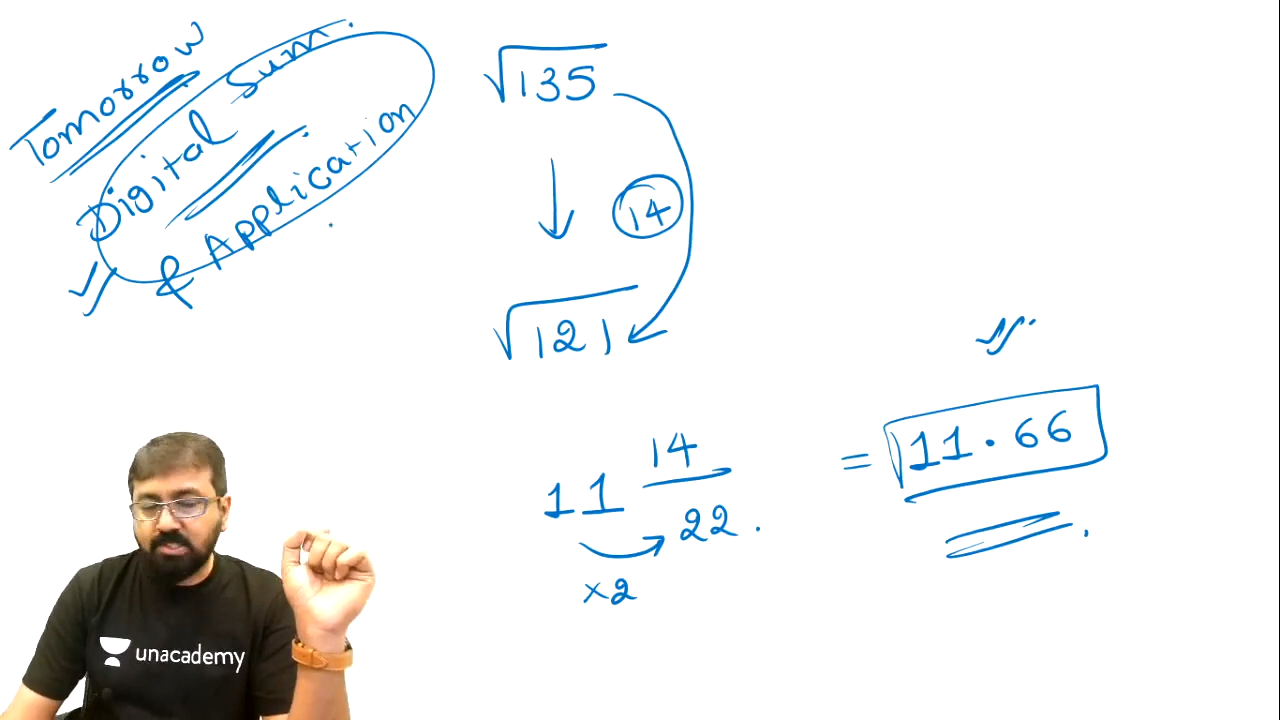 Tomorrow
Digital Sum.
& Application
√135
14
√121
11 14/22.
×2
= 11.66
unacademy